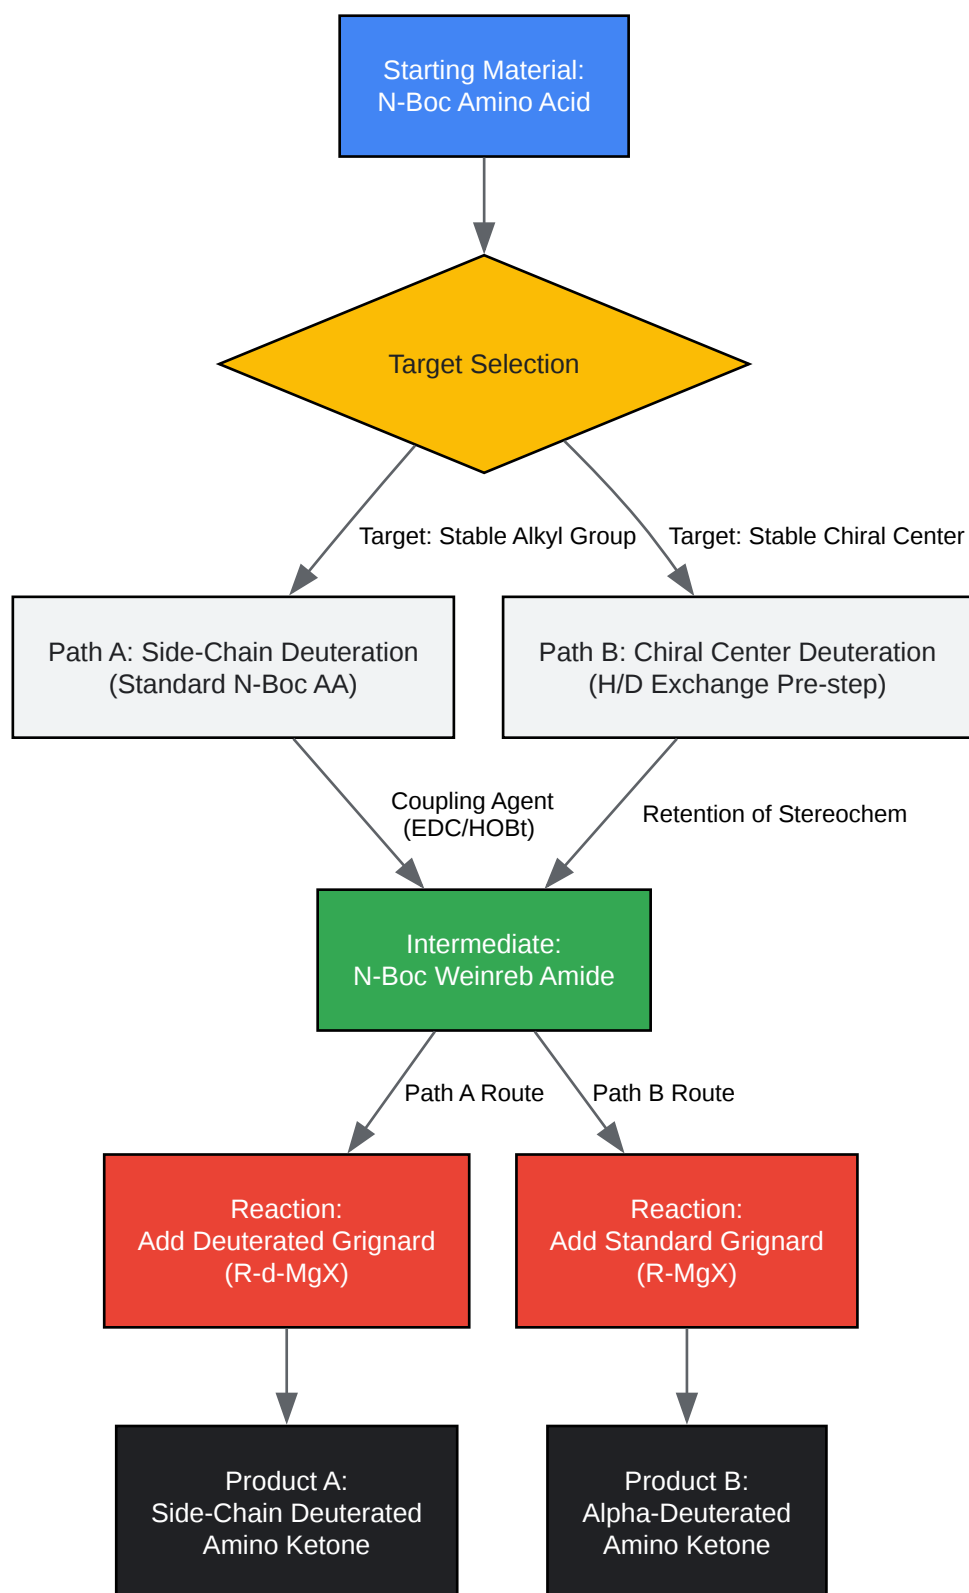 Starting Material:
N-Boc Amino Acid
Target Selection
Target: Stable Alkyl Group
Target: Stable Chiral Center
Path A: Side-Chain Deuteration
(Standard N-Boc AA)
Path B: Chiral Center Deuteration
(H/D Exchange Pre-step)
Coupling Agent
(EDC/HOBt)
Retention of Stereochem
Intermediate:
N-Boc Weinreb Amide
Path A Route
Path B Route
Reaction:
Add Deuterated Grignard
(R-d-MgX)
Reaction:
Add Standard Grignard
(R-MgX)
Product A:
Side-Chain Deuterated
Amino Ketone
Product B:
Alpha-Deuterated
Amino Ketone